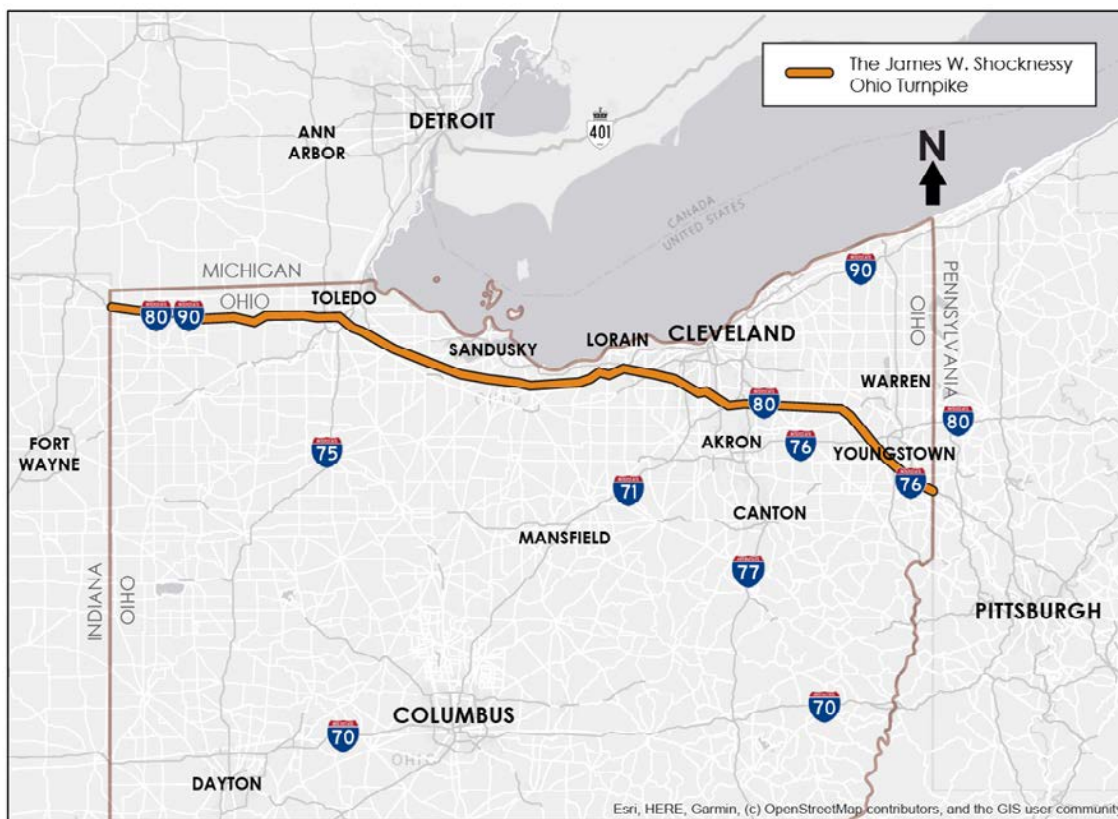 The James W. Shocknessy
Ohio Turnpike
DETROIT
ANN
ARBOR
401
N
CANADA
UNITED STATES
MICHIGAN
OHIO
TOLEDO
80
90
SANDUSKY
LORAIN
CLEVELAND
90
OHIO
PENNSYLVANIA
WARREN
80
80
FORT
WAYNE
75
AKRON
76
YOUNGSTOWN
76
71
MANSFIELD
CANTON
77
INDIANA
OHIO
PITTSBURGH
COLUMBUS
70
70
OHIO
DAYTON
Esri, HERE, Garmin, (c) OpenStreetMap contributors, and the GIS user community